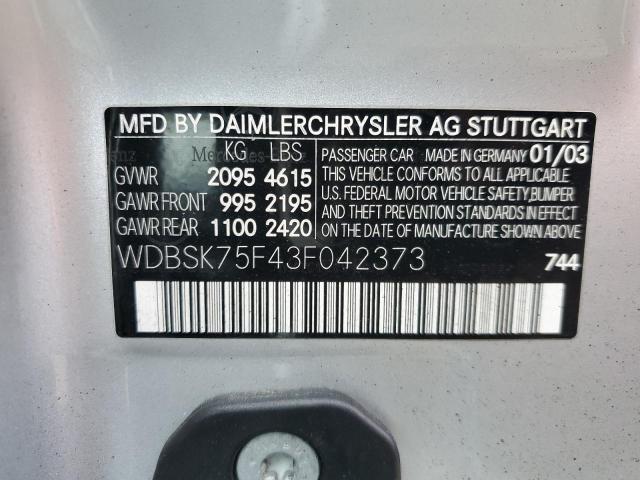 MFD BY DAIMLERCHRYSLER AG STUTTGART
Mercedes-Benz
KG LBS
GVWR 2095 4615
GAWR FRONT 995 2195
GAWR REAR 1100 2420
PASSENGER CAR MADE IN GERMANY 01/03
THIS VEHICLE CONFORMS TO ALL APPLICABLE
U.S. FEDERAL MOTOR VEHICLE SAFETY,BUMPER
AND THEFT PREVENTION STANDARDS IN EFFECT
ON THE DATE OF MANUFACTURE SHOWN ABOVE
WDBSK75F43F042373 744